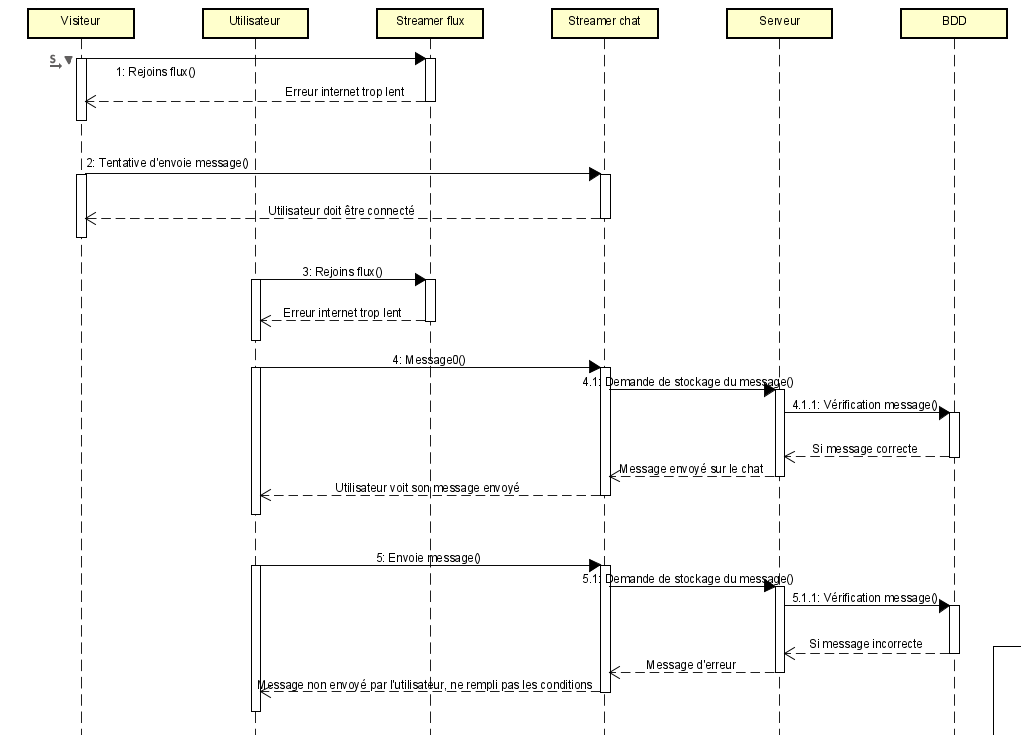 Visiteur
Utilisateur
Streamer flux
Streamer chat
Serveur
BDD
S
1: Rejoins flux()
Erreur internet trop lent
2: Tentative d'envoie message()
Utilisateur doit être connecté
3: Rejoins flux()
Erreur internet trop lent
4: Message0()
4.1: Demande de stockage du message()
4.1.1: Vérification message()
Si message correcte
Message envoyé sur le chat
Utilisateur voit son message envoyé
5: Envoie message()
5.1: Demande de stockage du message()
5.1.1: Vérification message()
Si message incorrecte
Message d'erreur
Message non envoyé par l'utilisateur, ne rempli pas les conditions